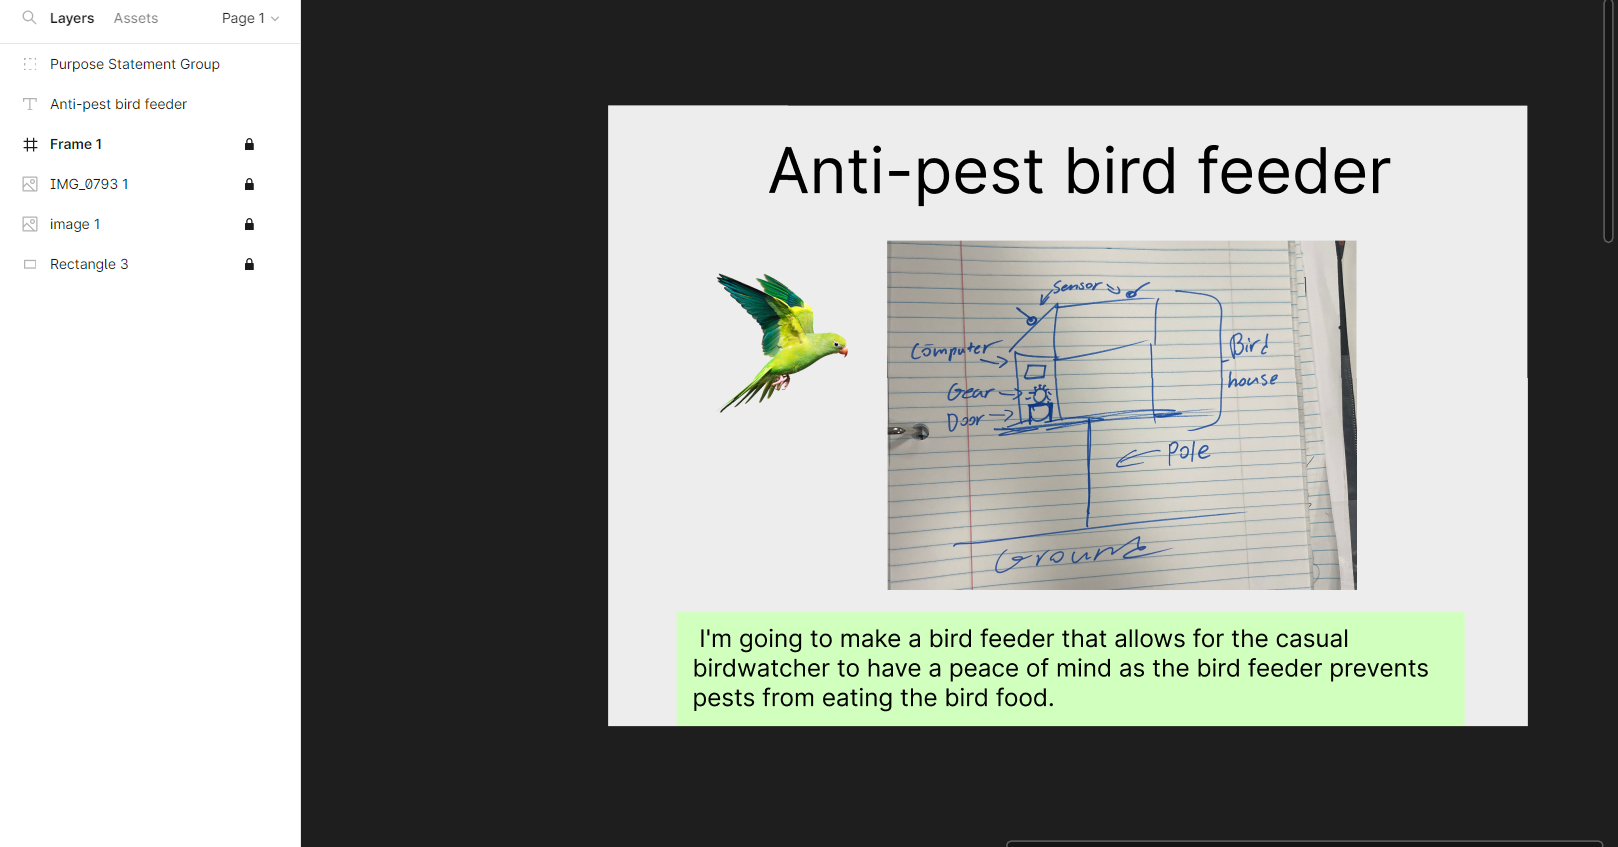 Layers
Assets
Page 1
Purpose Statement Group
Anti-pest bird feeder
Frame 1
IMG_0793 1
image 1
Rectangle 3
Anti-pest bird feeder
Sensor
Computer
Gear
Door
Bird
house
Pole
Ground
I'm going to make a bird feeder that allows for the casual
birdwatcher to have a peace of mind as the bird feeder prevents
pests from eating the bird food.